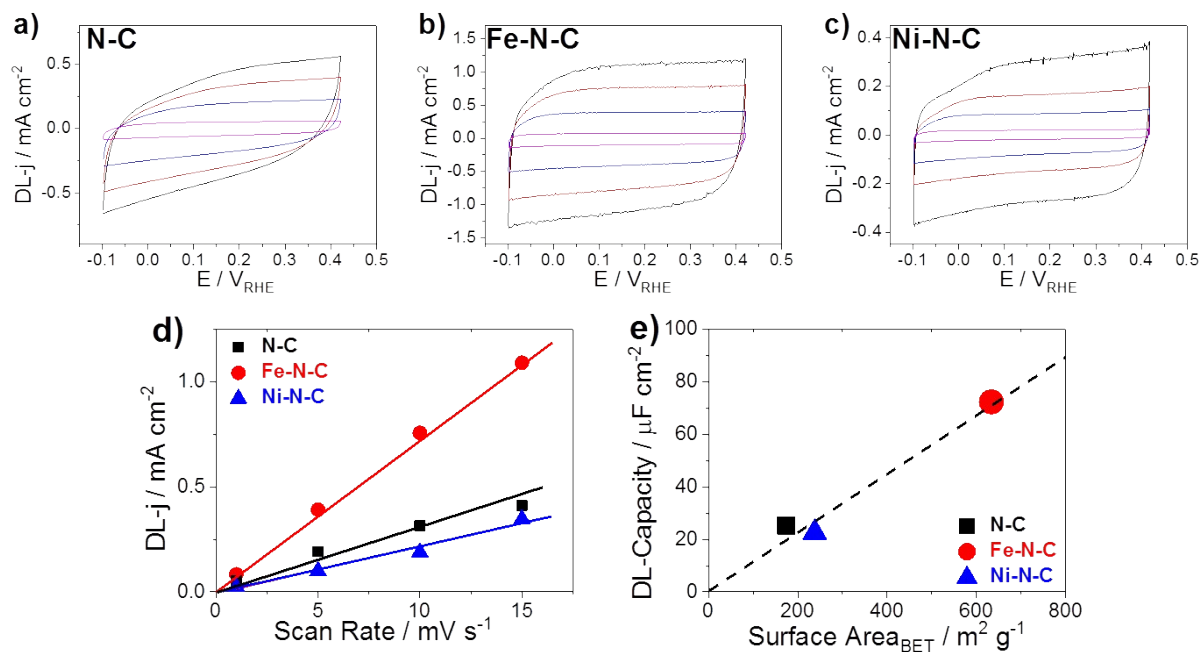 a)
N-C
DL-j / mA cm⁻²
0.5
0.0
-0.5
-0.1 0.0 0.1 0.2 0.3 0.4 0.5
E / V_RHE
b)
Fe-N-C
DL-j / mA cm⁻²
1.5
1.0
0.5
0.0
-0.5
-1.0
-1.5
-0.1 0.0 0.1 0.2 0.3 0.4 0.5
E / V_RHE
c)
Ni-N-C
DL-j / mA cm⁻²
0.4
0.2
0.0
-0.2
-0.4
-0.1 0.0 0.1 0.2 0.3 0.4 0.5
E / V_RHE
d)
N-C
Fe-N-C
Ni-N-C
DL-j / mA cm⁻²
1.0
0.5
0.0
0 5 10 15
Scan Rate / mV s⁻¹
e)
DL-Capacity / μF cm⁻²
100
80
60
40
20
0
N-C
Fe-N-C
Ni-N-C
0 200 400 600 800
Surface Area_BET / m² g⁻¹